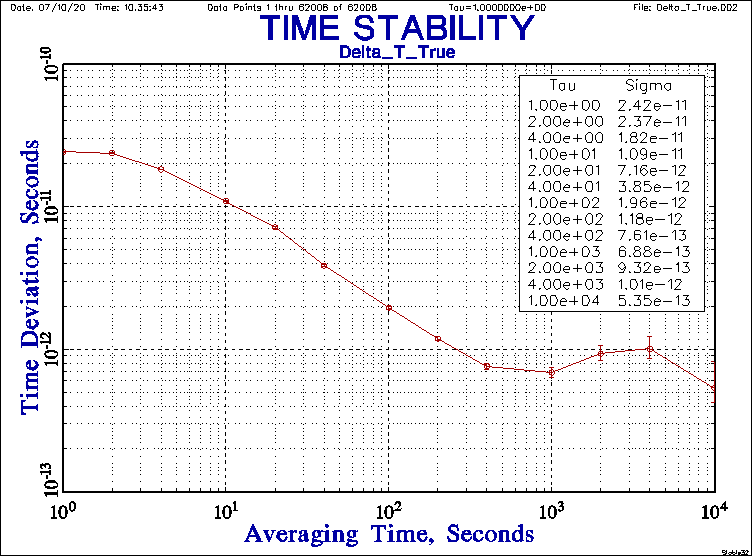 Date: 07/10/20 Time: 10:35:43 Data Points 1 thru 62008 of 62008 Tau=1.0000000e+00 File: Delta_T_True.002
TIME STABILITY
Delta_T_True
Tau Sigma
1.00e+00 2.42e-11
2.00e+00 2.37e-11
4.00e+00 1.82e-11
1.00e+01 1.09e-11
2.00e+01 7.16e-12
4.00e+01 3.85e-12
1.00e+02 1.96e-12
2.00e+02 1.18e-12
4.00e+02 7.61e-13
1.00e+03 6.88e-13
2.00e+03 9.32e-13
4.00e+03 1.01e-12
1.00e+04 5.35e-13
Time Deviation, Seconds
10⁻¹⁰
10⁻¹¹
10⁻¹²
10⁻¹³
10⁰ 10¹ 10² 10³ 10⁴
Averaging Time, Seconds
Stable32